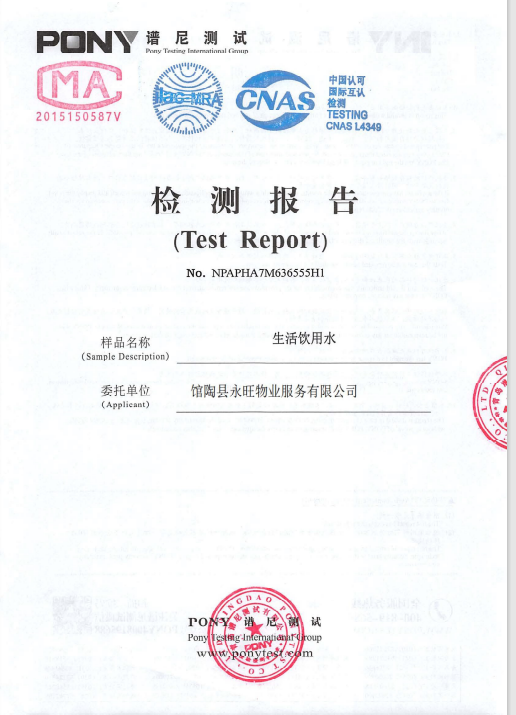 PONY 谱尼测试
Pony Testing International Group
MA
2015150587V
ilac-MRA
CNAS
中国认可
国际互认
检测
TESTING
CNAS L4349
检 测 报 告
(Test Report)
No. NPAPHA7M636555H1
样品名称
生活饮用水
(Sample Description)
委托单位
馆陶县永旺物业服务有限公司
(Applicant)
PONY 谱尼测试
Pony Testing International Group
www.ponytest.com
PONY